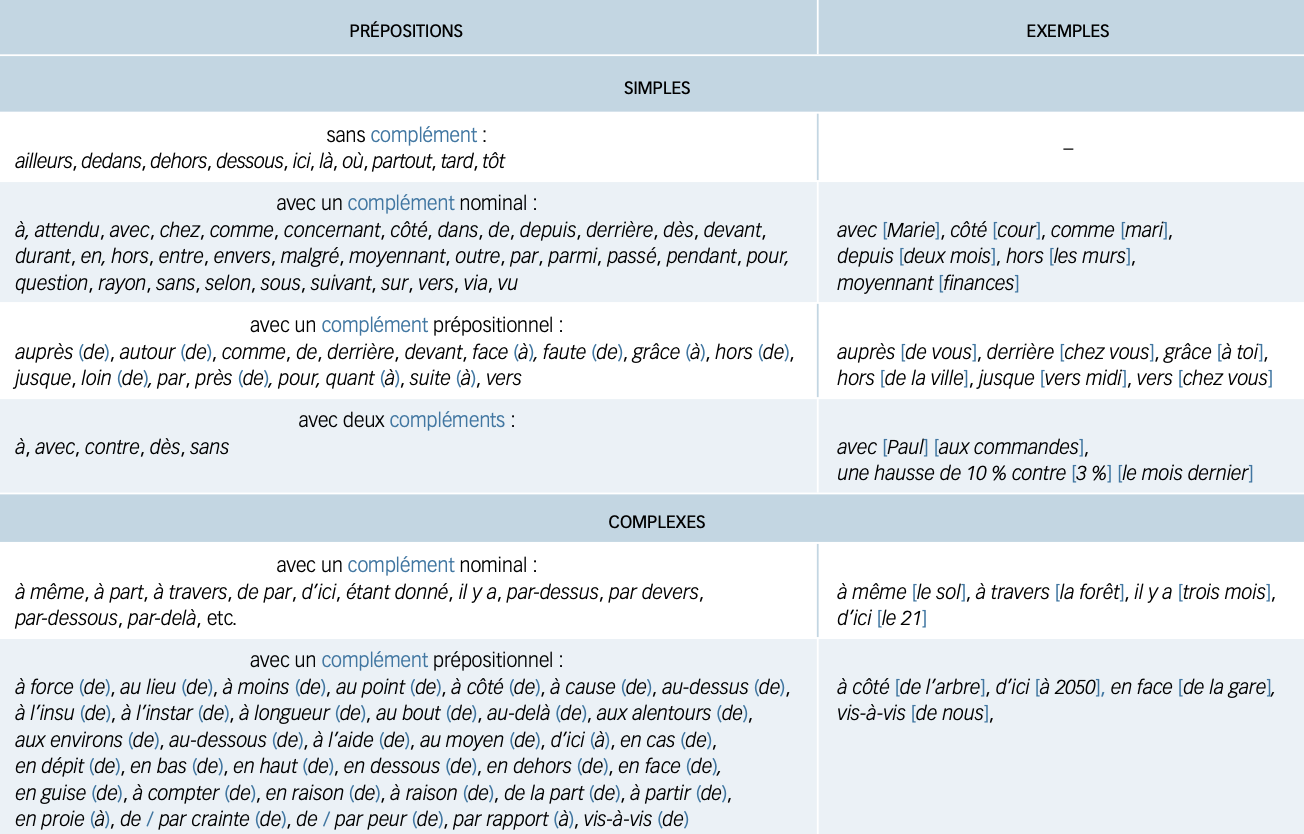 PRÉPOSITIONS EXEMPLES
SIMPLES
sans complément :
ailleurs, dedans, dehors, dessous, ici, là, où, partout, tard, tôt –
avec un complément nominal :
à, attendu, avec, chez, comme, concernant, côté, dans, de, depuis, derrière, dès, devant, avec [Marie], côté [cour], comme [mari],
durant, en, hors, entre, envers, malgré, moyennant, outre, par, parmi, passé, pendant, pour, depuis [deux mois], hors [les murs],
question, rayon, sans, selon, sous, suivant, sur, vers, via, vu moyennant [finances]
avec un complément prépositionnel :
auprès (de), autour (de), comme, de, derrière, devant, face (à), faute (de), grâce (à), hors (de), auprès [de vous], derrière [chez vous], grâce [à toi],
jusque, loin (de), par, près (de), pour, quant (à), suite (à), vers hors [de la ville], jusque [vers midi], vers [chez vous]
avec deux compléments :
à, avec, contre, dès, sans avec [Paul] [aux commandes],
une hausse de 10 % contre [3 %] [le mois dernier]
COMPLEXES
avec un complément nominal :
à même, à part, à travers, de par, d’ici, étant donné, il y a, par-dessus, par devers, à même [le sol], à travers [la forêt], il y a [trois mois],
par-dessous, par-delà, etc. d’ici [le 21]
avec un complément prépositionnel :
à force (de), au lieu (de), à moins (de), au point (de), à côté (de), à cause (de), au-dessus (de), à côté [de l’arbre], d’ici [à 2050], en face [de la gare],
à l’insu (de), à l’instar (de), à longueur (de), au bout (de), au-delà (de), aux alentours (de), vis-à-vis [de nous],
aux environs (de), au-dessous (de), à l’aide (de), au moyen (de), d’ici (à), en cas (de),
en dépit (de), en bas (de), en haut (de), en dessous (de), en dehors (de), en face (de),
en guise (de), à compter (de), en raison (de), à raison (de), de la part (de), à partir (de),
en proie (à), de / par crainte (de), de / par peur (de), par rapport (à), vis-à-vis (de)